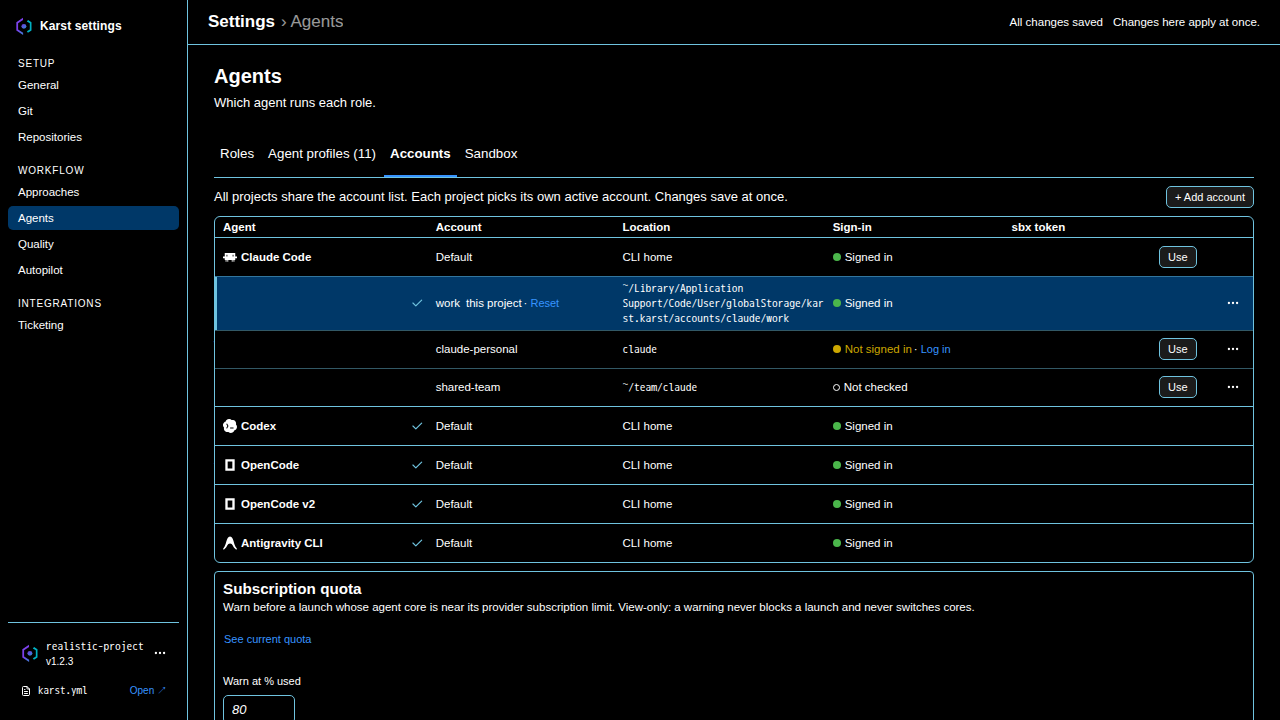 Karst settings
Settings › Agents
All changes saved Changes here apply at once.
SETUP
General
Git
Repositories
WORKFLOW
Approaches
Agents
Quality
Autopilot
INTEGRATIONS
Ticketing
realistic-project
v1.2.3
karst.yml Open ↗
Agents
Which agent runs each role.
Roles Agent profiles (11) Accounts Sandbox
All projects share the account list. Each project picks its own active account. Changes save at once.
+ Add account
Agent Account Location Sign-in sbx token
Claude Code Default CLI home Signed in Use
work this project · Reset ~/Library/Application Support/Code/User/globalStorage/kar st.karst/accounts/claude/work Signed in
claude-personal claude Not signed in · Log in Use
shared-team ~/team/claude Not checked Use
Codex Default CLI home Signed in
OpenCode Default CLI home Signed in
OpenCode v2 Default CLI home Signed in
Antigravity CLI Default CLI home Signed in
Subscription quota
Warn before a launch whose agent core is near its provider subscription limit. View-only: a warning never blocks a launch and never switches cores.
See current quota
Warn at % used
80